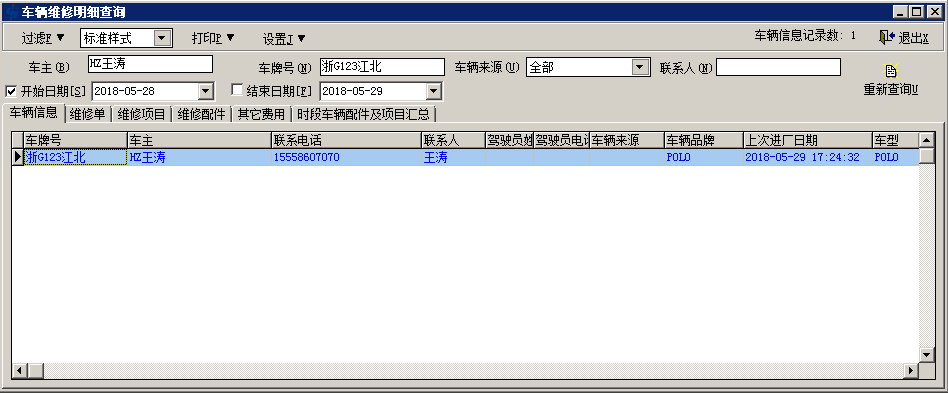 车辆维修明细查询
过滤F 标准样式 打印P 设置J 车辆信息记录数: 1 退出X
车主(B) HZ王涛 车牌号(N) 浙G123江北 车辆来源(U) 全部 联系人(N)
开始日期[S] 2018-05-28 结束日期[F] 2018-05-29 重新查询U
车辆信息 维修单 维修项目 维修配件 其它费用 时段车辆配件及项目汇总
车牌号 车主 联系电话 联系人 驾驶员姓 驾驶员电 车辆来源 车辆品牌 上次进厂日期 车型
浙G123江北 HZ王涛 15558607070 王涛 POLO 2018-05-29 17:24:32 POLO